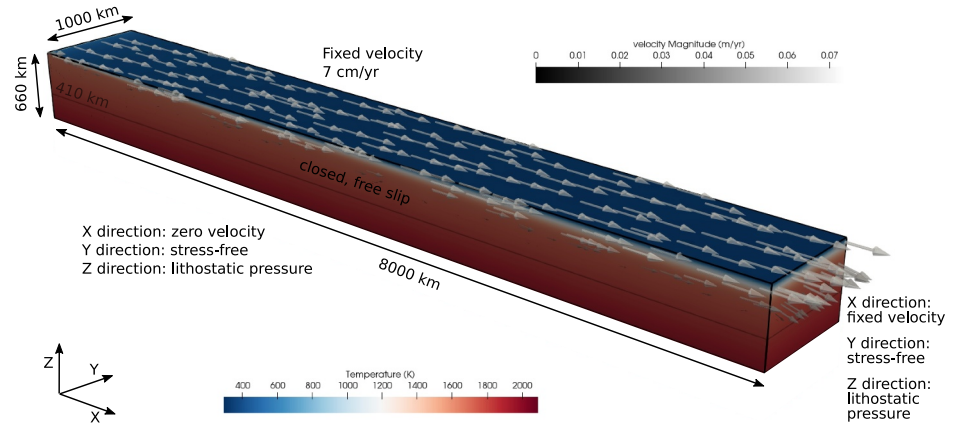 1000 km
Fixed velocity
7 cm/yr
velocity Magnitude (m/yr)
0 0.01 0.02 0.03 0.04 0.05 0.06 0.07
660 km
410 km
closed, free slip
X direction: zero velocity
Y direction: stress-free
Z direction: lithostatic pressure
8000 km
X direction:
fixed velocity
Y direction:
stress-free
Z direction:
lithostatic
pressure
Z
Y
X
Temperature (K)
400 600 800 1000 1200 1400 1600 1800 2000